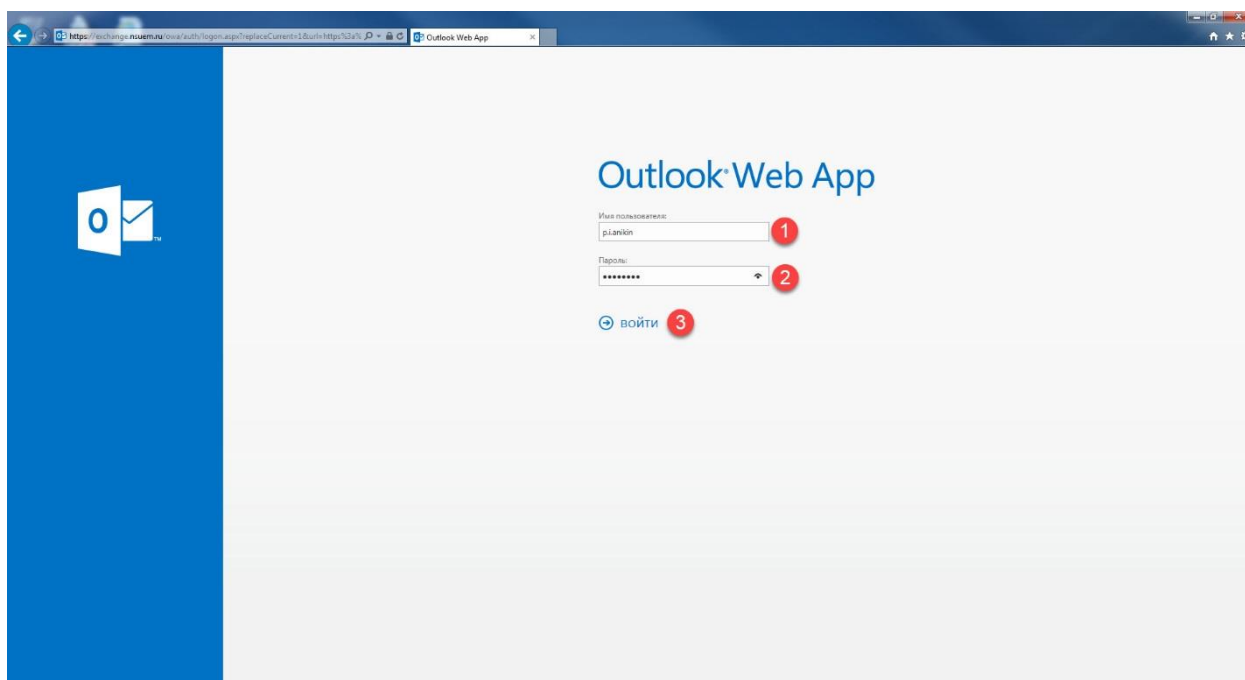 https://exchange.nsuem.ru/owa/auth/logon.aspx?replaceCurrent=1&url=https%3a%
Outlook Web App
Outlook Web App
Имя пользователя:
p.i.anikin
1
Пароль:
••••••••
2
ВОЙТИ
3
O
TM